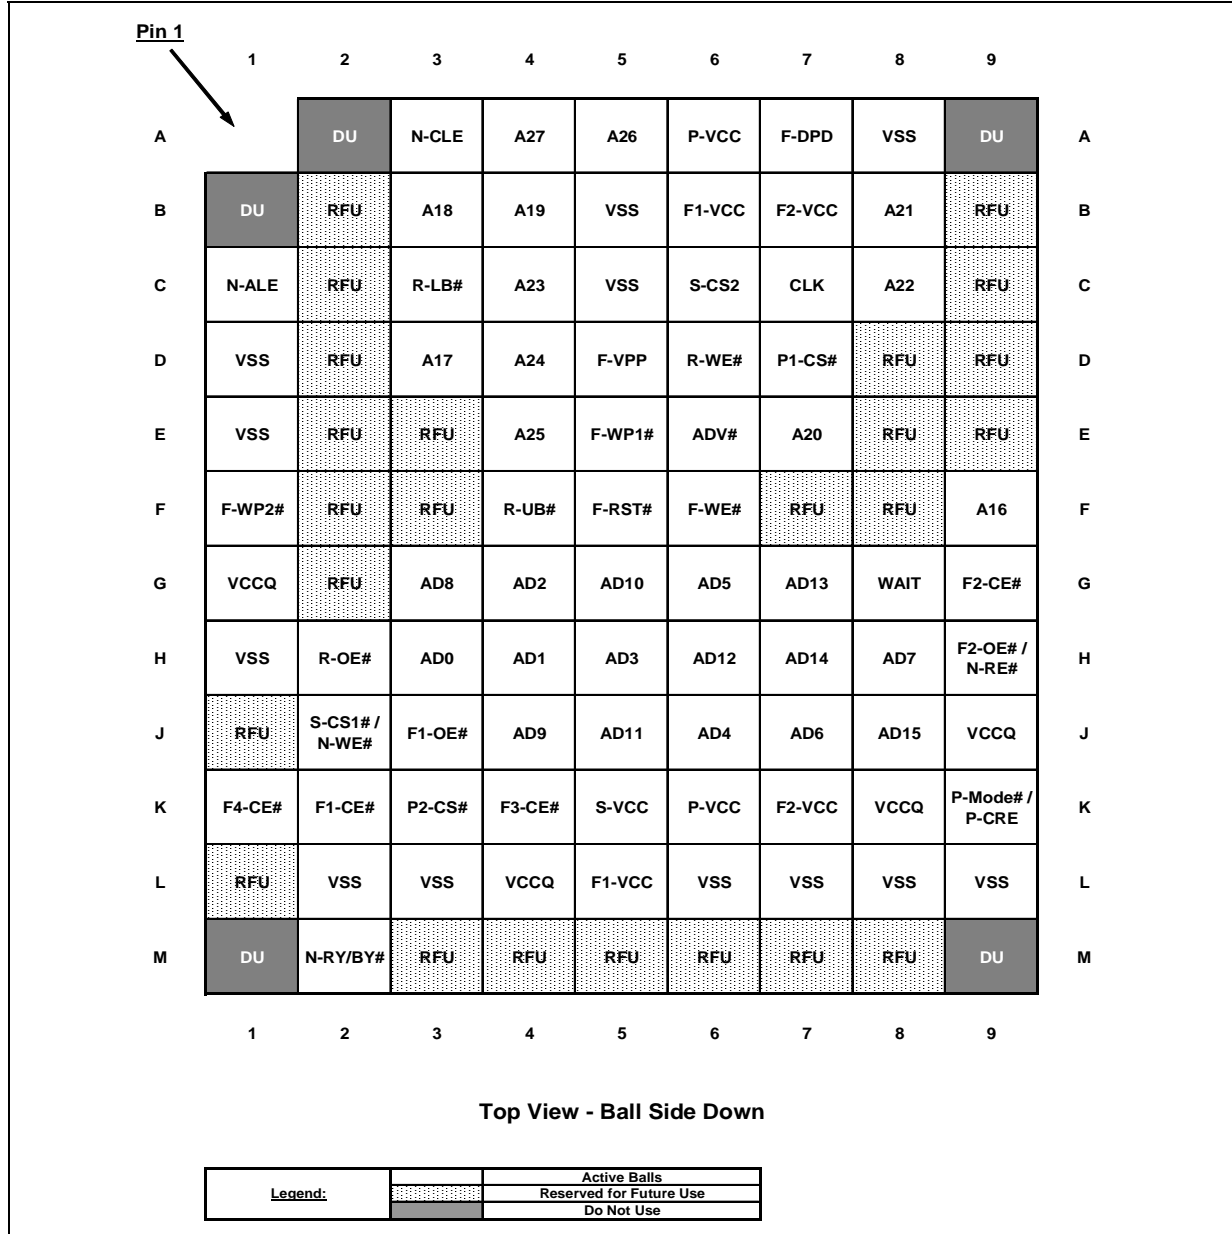 Pin 1
1 2 3 4 5 6 7 8 9
A DU N-CLE A27 A26 P-VCC F-DPD VSS DU A
B DU RFU A18 A19 VSS F1-VCC F2-VCC A21 RFU B
C N-ALE RFU R-LB# A23 VSS S-CS2 CLK A22 RFU C
D VSS RFU A17 A24 F-VPP R-WE# P1-CS# RFU RFU D
E VSS RFU RFU A25 F-WP1# ADV# A20 RFU RFU E
F F-WP2# RFU RFU R-UB# F-RST# F-WE# RFU RFU A16 F
G VCCQ RFU AD8 AD2 AD10 AD5 AD13 WAIT F2-CE# G
H VSS R-OE# AD0 AD1 AD3 AD12 AD14 AD7 F2-OE# / N-RE# H
J RFU S-CS1# / N-WE# F1-OE# AD9 AD11 AD4 AD6 AD15 VCCQ J
K F4-CE# F1-CE# P2-CS# F3-CE# S-VCC P-VCC F2-VCC VCCQ P-Mode# / P-CRE K
L RFU VSS VSS VCCQ F1-VCC VSS VSS VSS VSS L
M DU N-RY/BY# RFU RFU RFU RFU RFU RFU DU M
1 2 3 4 5 6 7 8 9
Top View - Ball Side Down
Legend:
Active Balls
Reserved for Future Use
Do Not Use